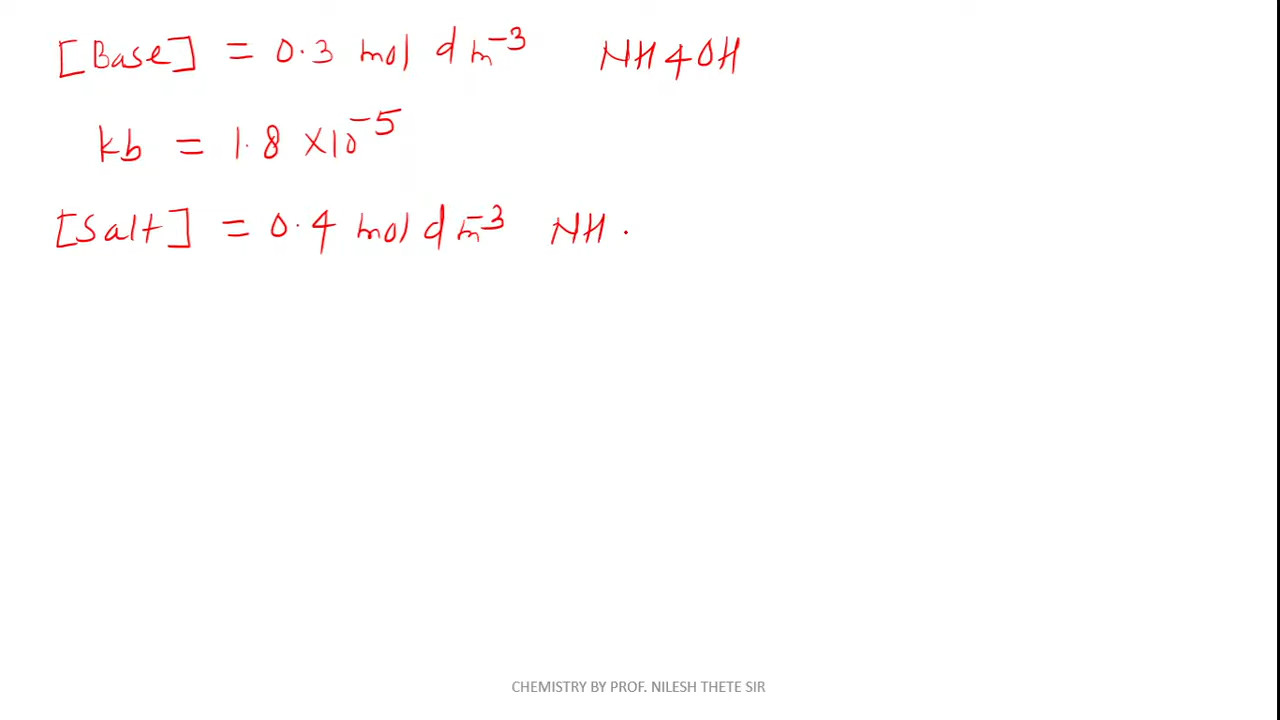 [Base] = 0.3 mol dm⁻³ NH4OH
kb = 1.8 ×10⁻⁵
[Salt] = 0.4 mol dm⁻³ NH
CHEMISTRY BY PROF. NILESH THETE SIR